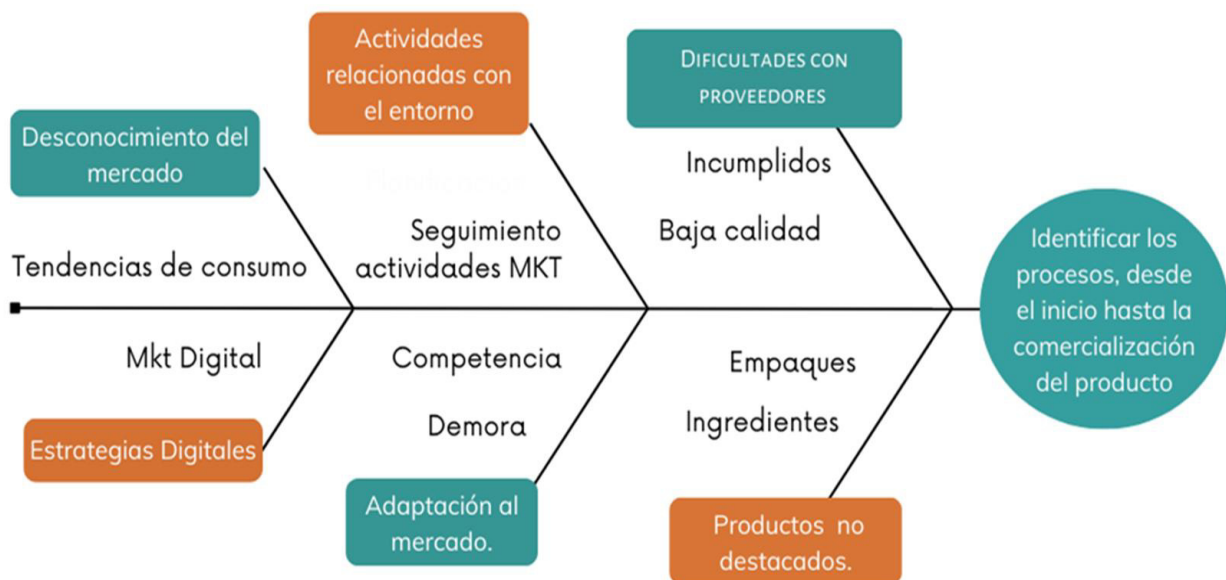 Actividades
relacionadas con
el entorno
DIFICULTADES CON
PROVEEDORES
Desconocimiento del
mercado
Incumplidos
Seguimiento
actividades MKT
Baja calidad
Tendencias de consumo
Identificar los
procesos, desde
el inicio hasta la
comercialización
del producto
Mkt Digital
Competencia
Empaques
Demora
Ingredientes
Estrategias Digitales
Adaptación al
mercado.
Productos no
destacados.